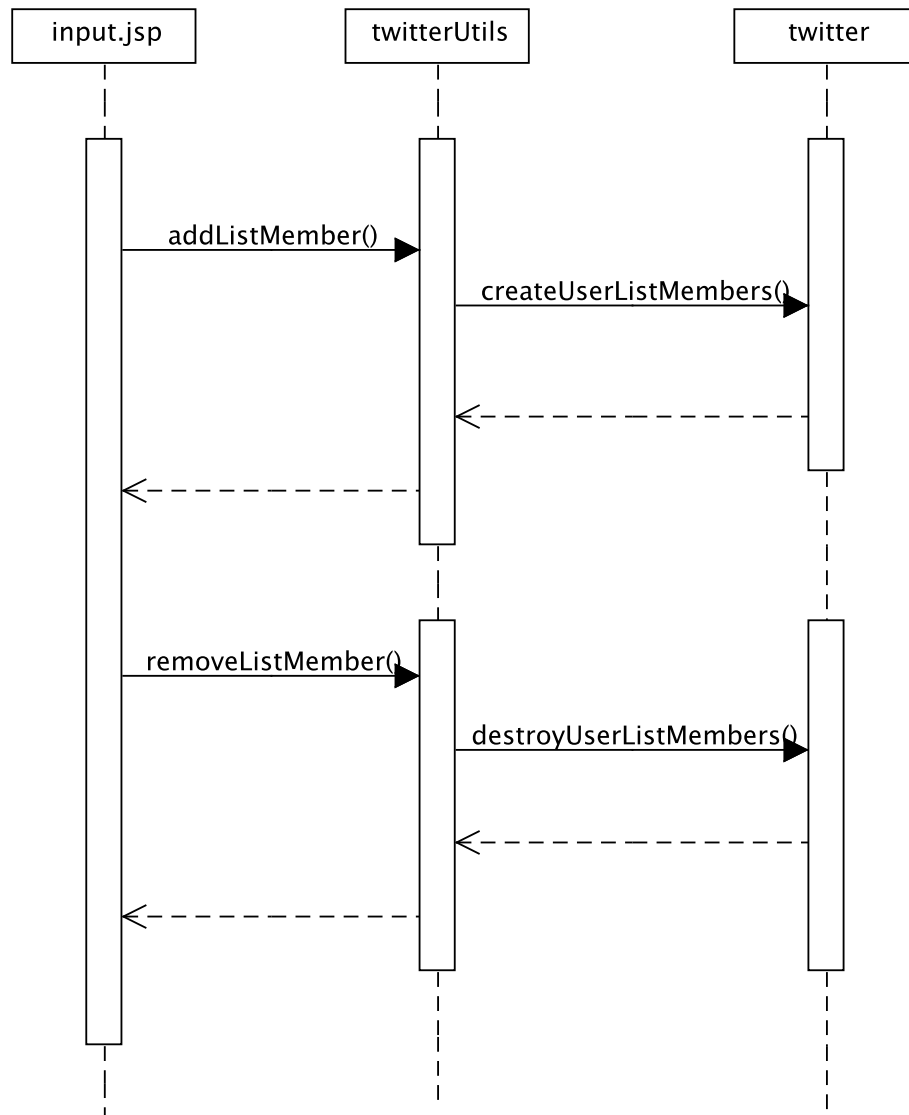 input.jsp
twitterUtils
twitter
addListMember()
createUserListMembers()
removeListMember()
destroyUserListMembers()